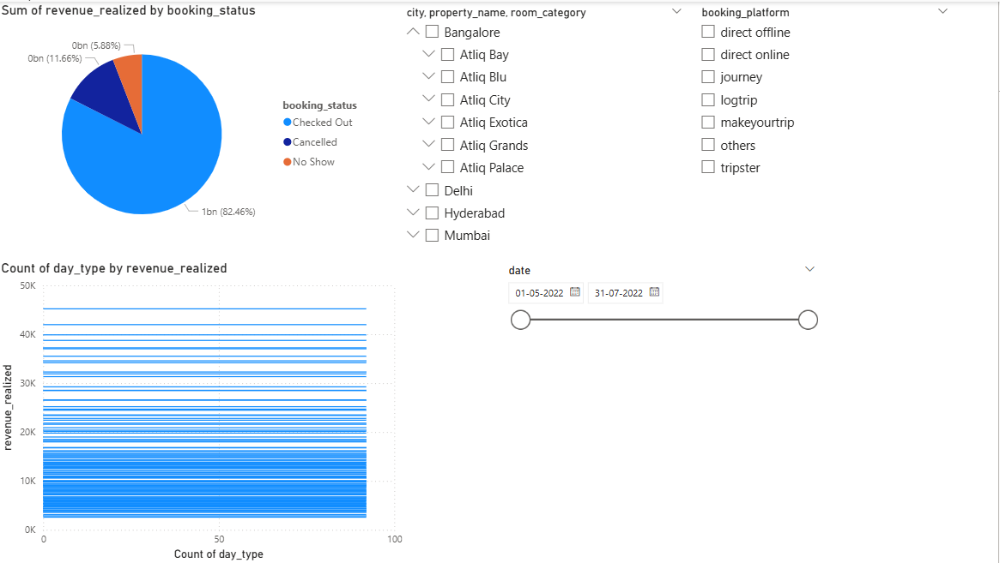 Sum of revenue_realized by booking_status
0bn (5.88%)
0bn (11.66%)
1bn (82.46%)
booking_status
Checked Out
Cancelled
No Show
city, property_name, room_category
Bangalore
Atliq Bay
Atliq Blu
Atliq City
Atliq Exotica
Atliq Grands
Atliq Palace
Delhi
Hyderabad
Mumbai
booking_platform
direct offline
direct online
journey
logtrip
makeyourtrip
others
tripster
Count of day_type by revenue_realized
revenue_realized
50K
40K
30K
20K
10K
0K
0 50 100
Count of day_type
date
01-05-2022 31-07-2022